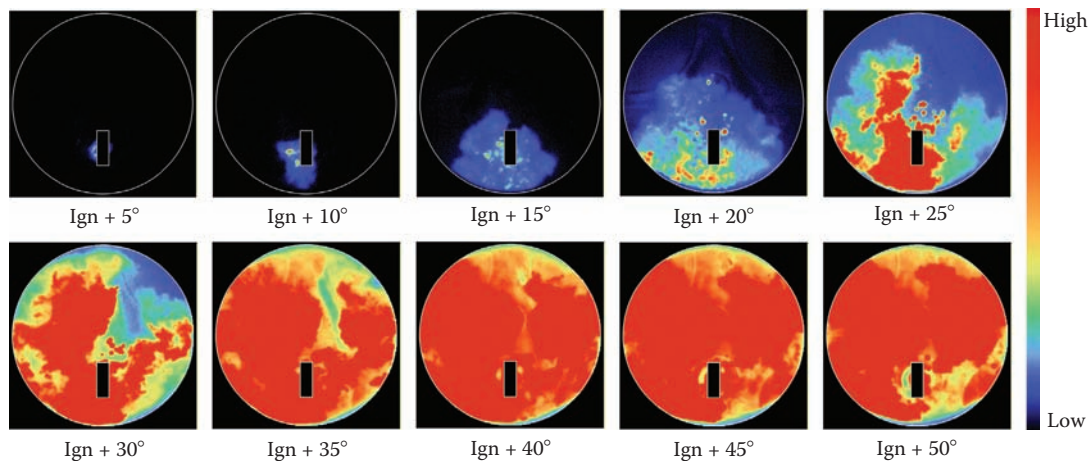 High
Ign + 5°
Ign + 10°
Ign + 15°
Ign + 20°
Ign + 25°
Ign + 30°
Ign + 35°
Ign + 40°
Ign + 45°
Ign + 50°
Low